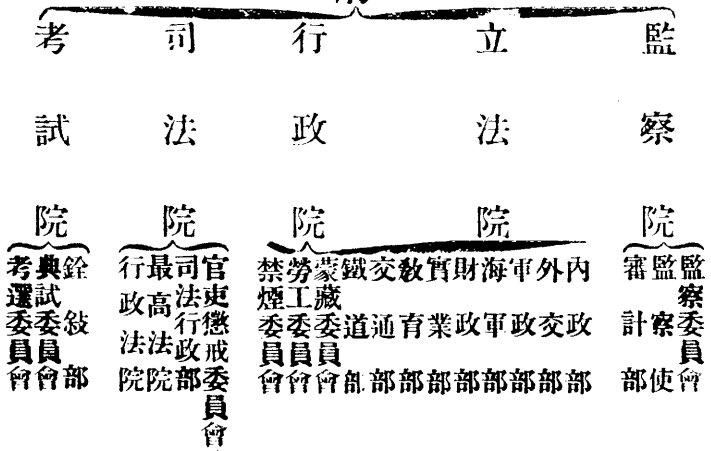 監察院
立法院
行政院
司法院
考試院
監察委員會
監察使
審計部
內政部
外交部
軍政部
海軍部
財政部
實業部
教育部
交通部
鐵道部
蒙藏委員會
勞工委員會
禁煙委員會
官吏懲戒委員會
司法行政部
最高法院
行政法院
銓敍部
典試委員會
考選委員會